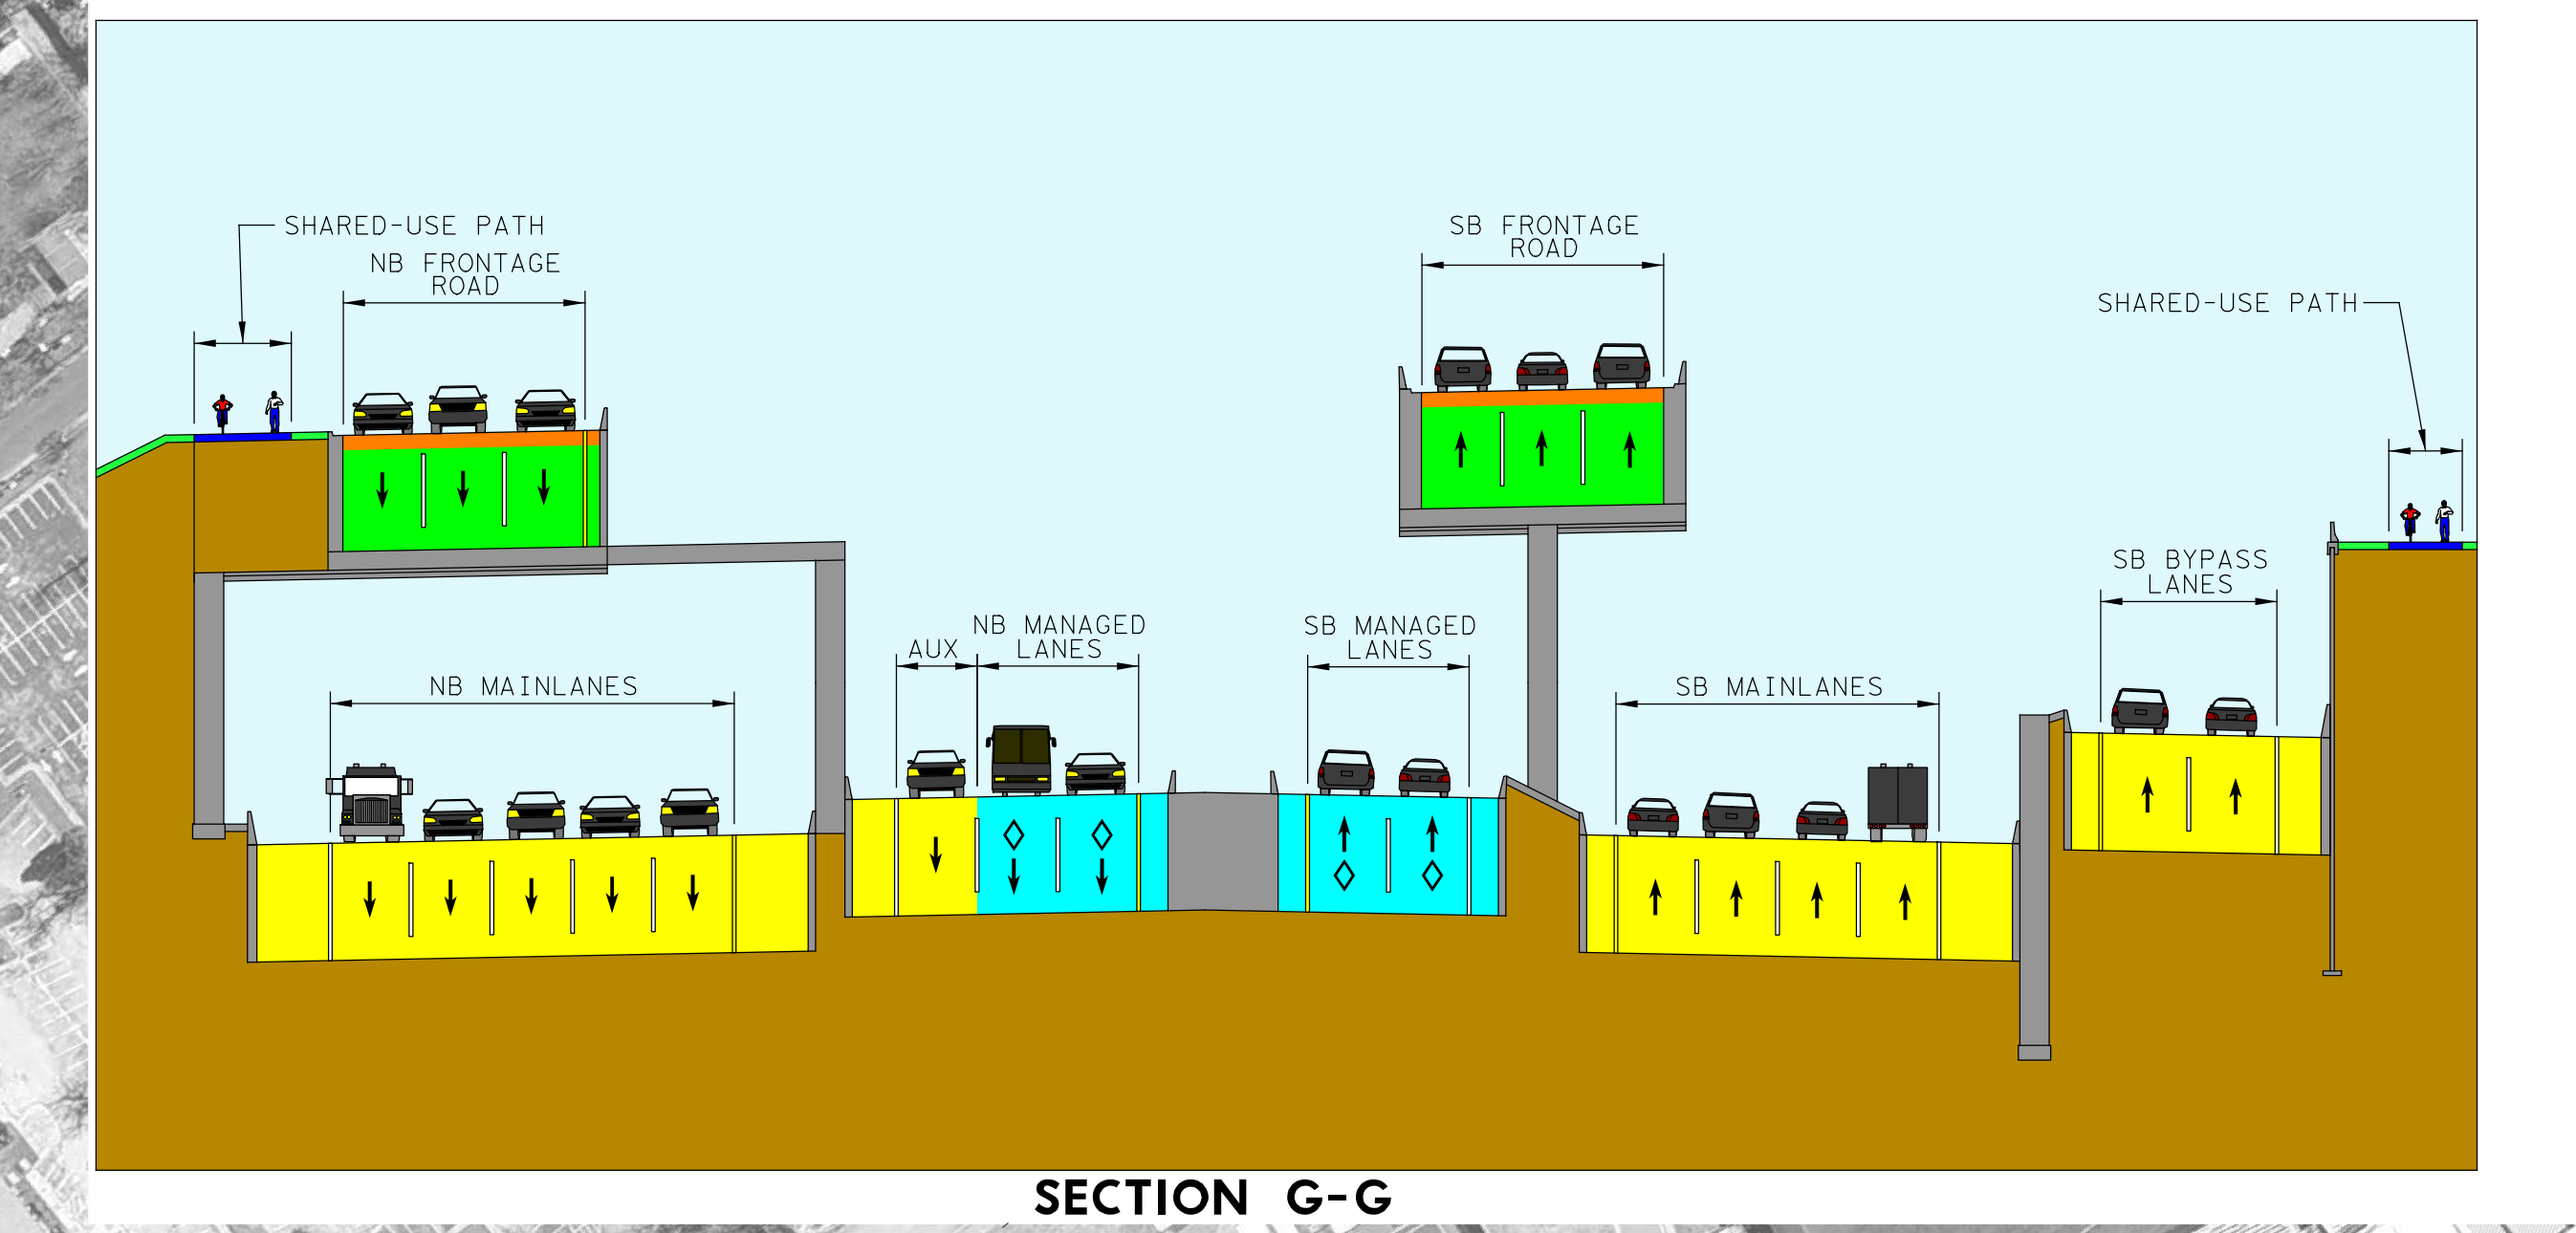 SHARED-USE PATH
NB FRONTAGE
ROAD
SB FRONTAGE
ROAD
SHARED-USE PATH
SB BYPASS
LANES
AUX
NB MANAGED
LANES
SB MANAGED
LANES
NB MAINLANES
SB MAINLANES
SECTION G-G